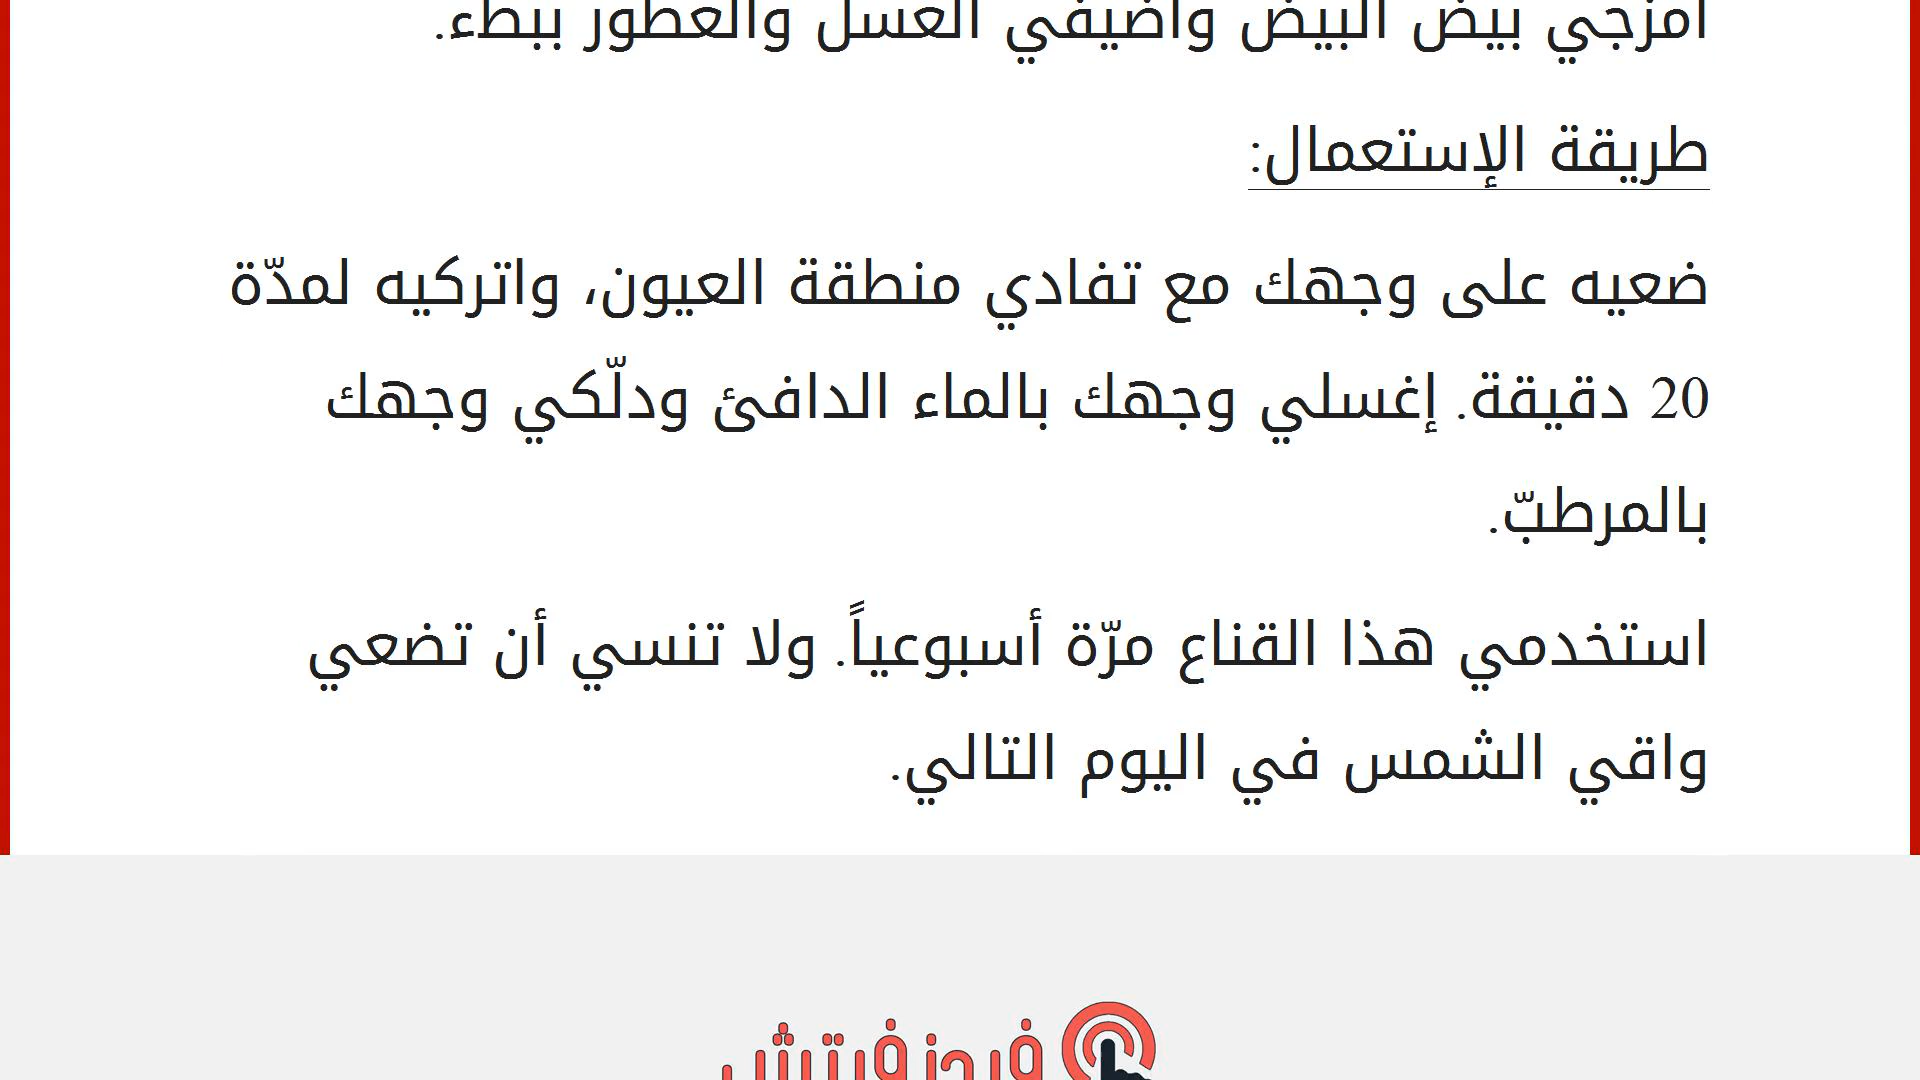 امزجي بيض البيض واضيفي العسل والعطور ببطء.
طريقة الإستعمال:
ضعيه على وجهك مع تفادي منطقة العيون، واتركيه لمدّة
20 دقيقة. إغسلي وجهك بالماء الدافئ ودلّكي وجهك
بالمرطبّ.
استخدمي هذا القناع مرّة أسبوعياً. ولا تنسي أن تضعي
واقي الشمس في اليوم التالي.